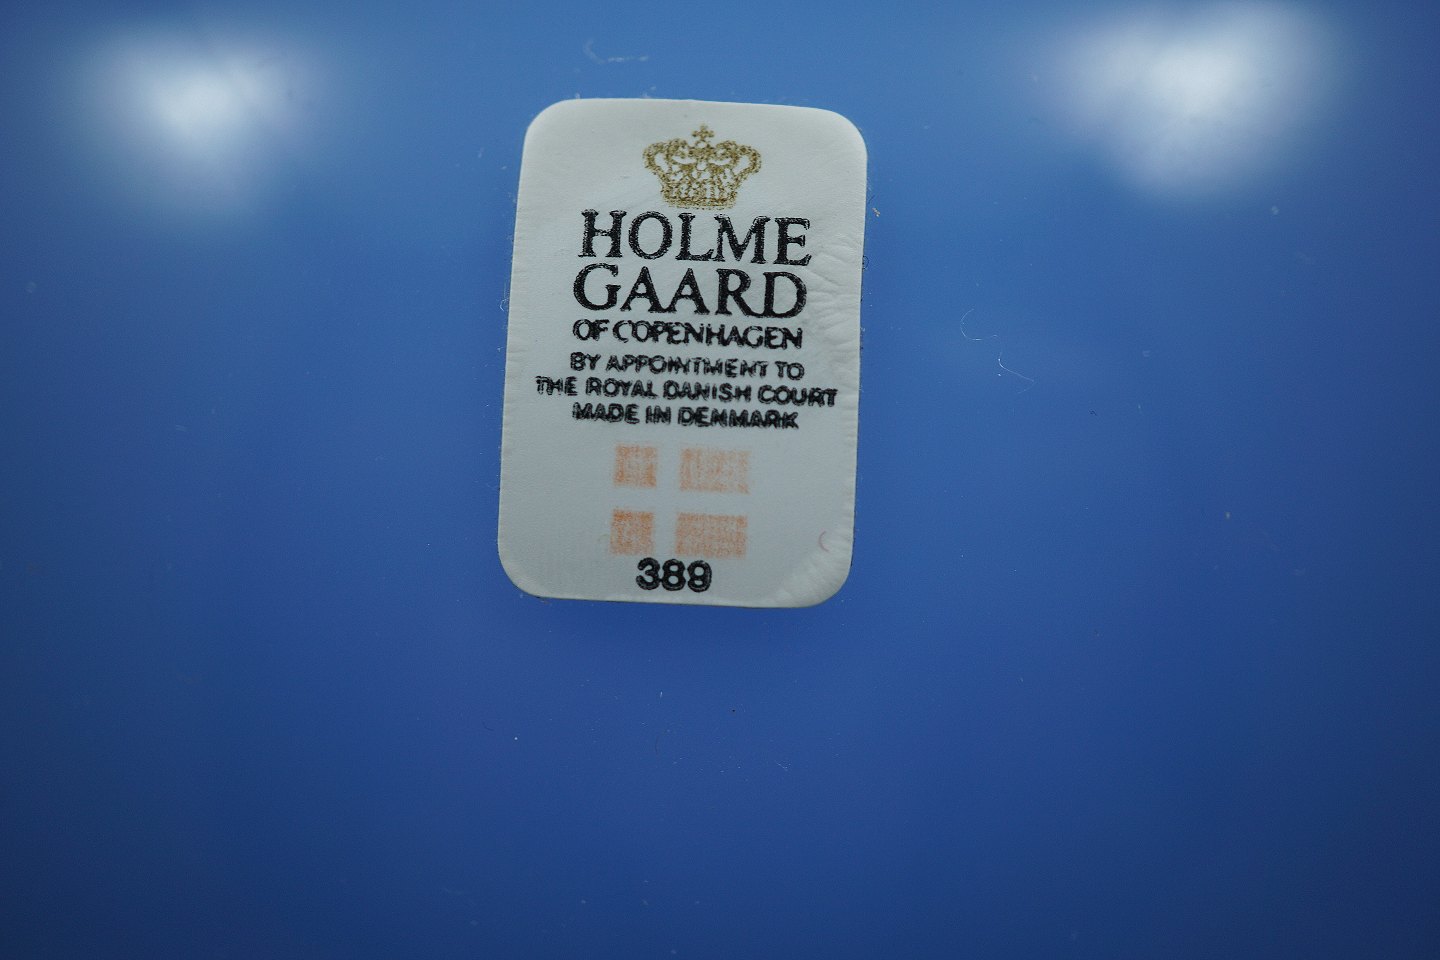 HOLME
GAARD
OF COPENHAGEN
BY APPOINTMENT TO
THE ROYAL DANISH COURT
MADE IN DENMARK
389